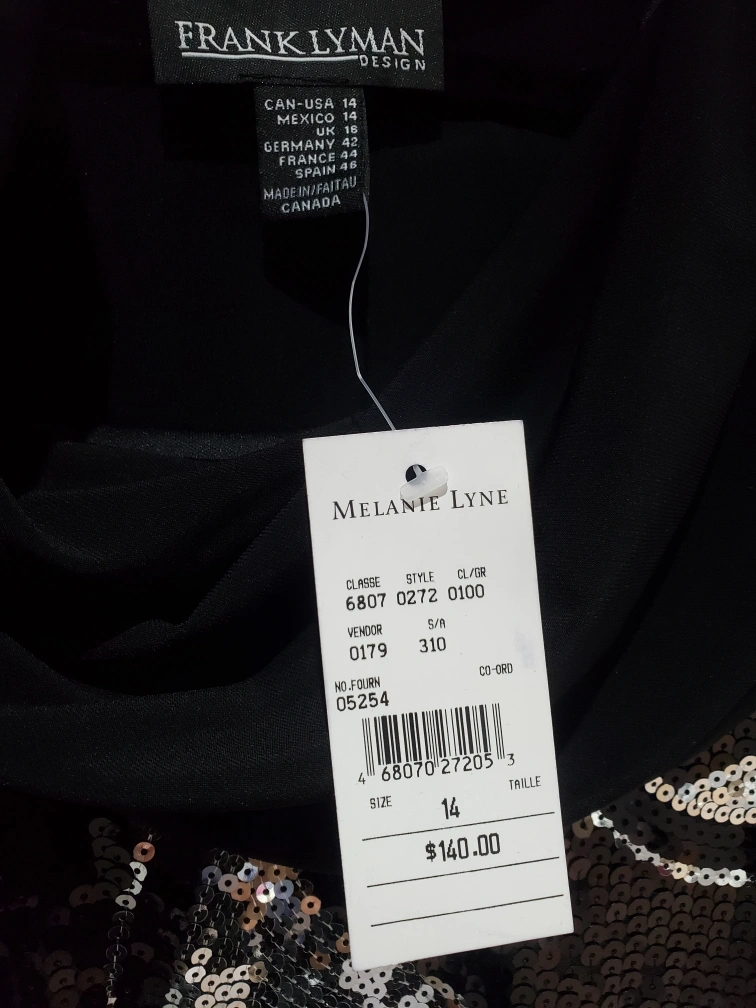 FRANK LYMAN
DESIGN
CAN-USA 14
MEXICO 14
UK 16
GERMANY 42
FRANCE 44
SPAIN 46
MADE IN/FAIT AU
CANADA
MELANIE LYNE
CLASSE STYLE CL/GR
6807 0272 0100
VENDOR S/A
0179 310
NO.FOURN CO-ORD
05254
4 68070 27205 3
SIZE TAILLE
14
$140.00